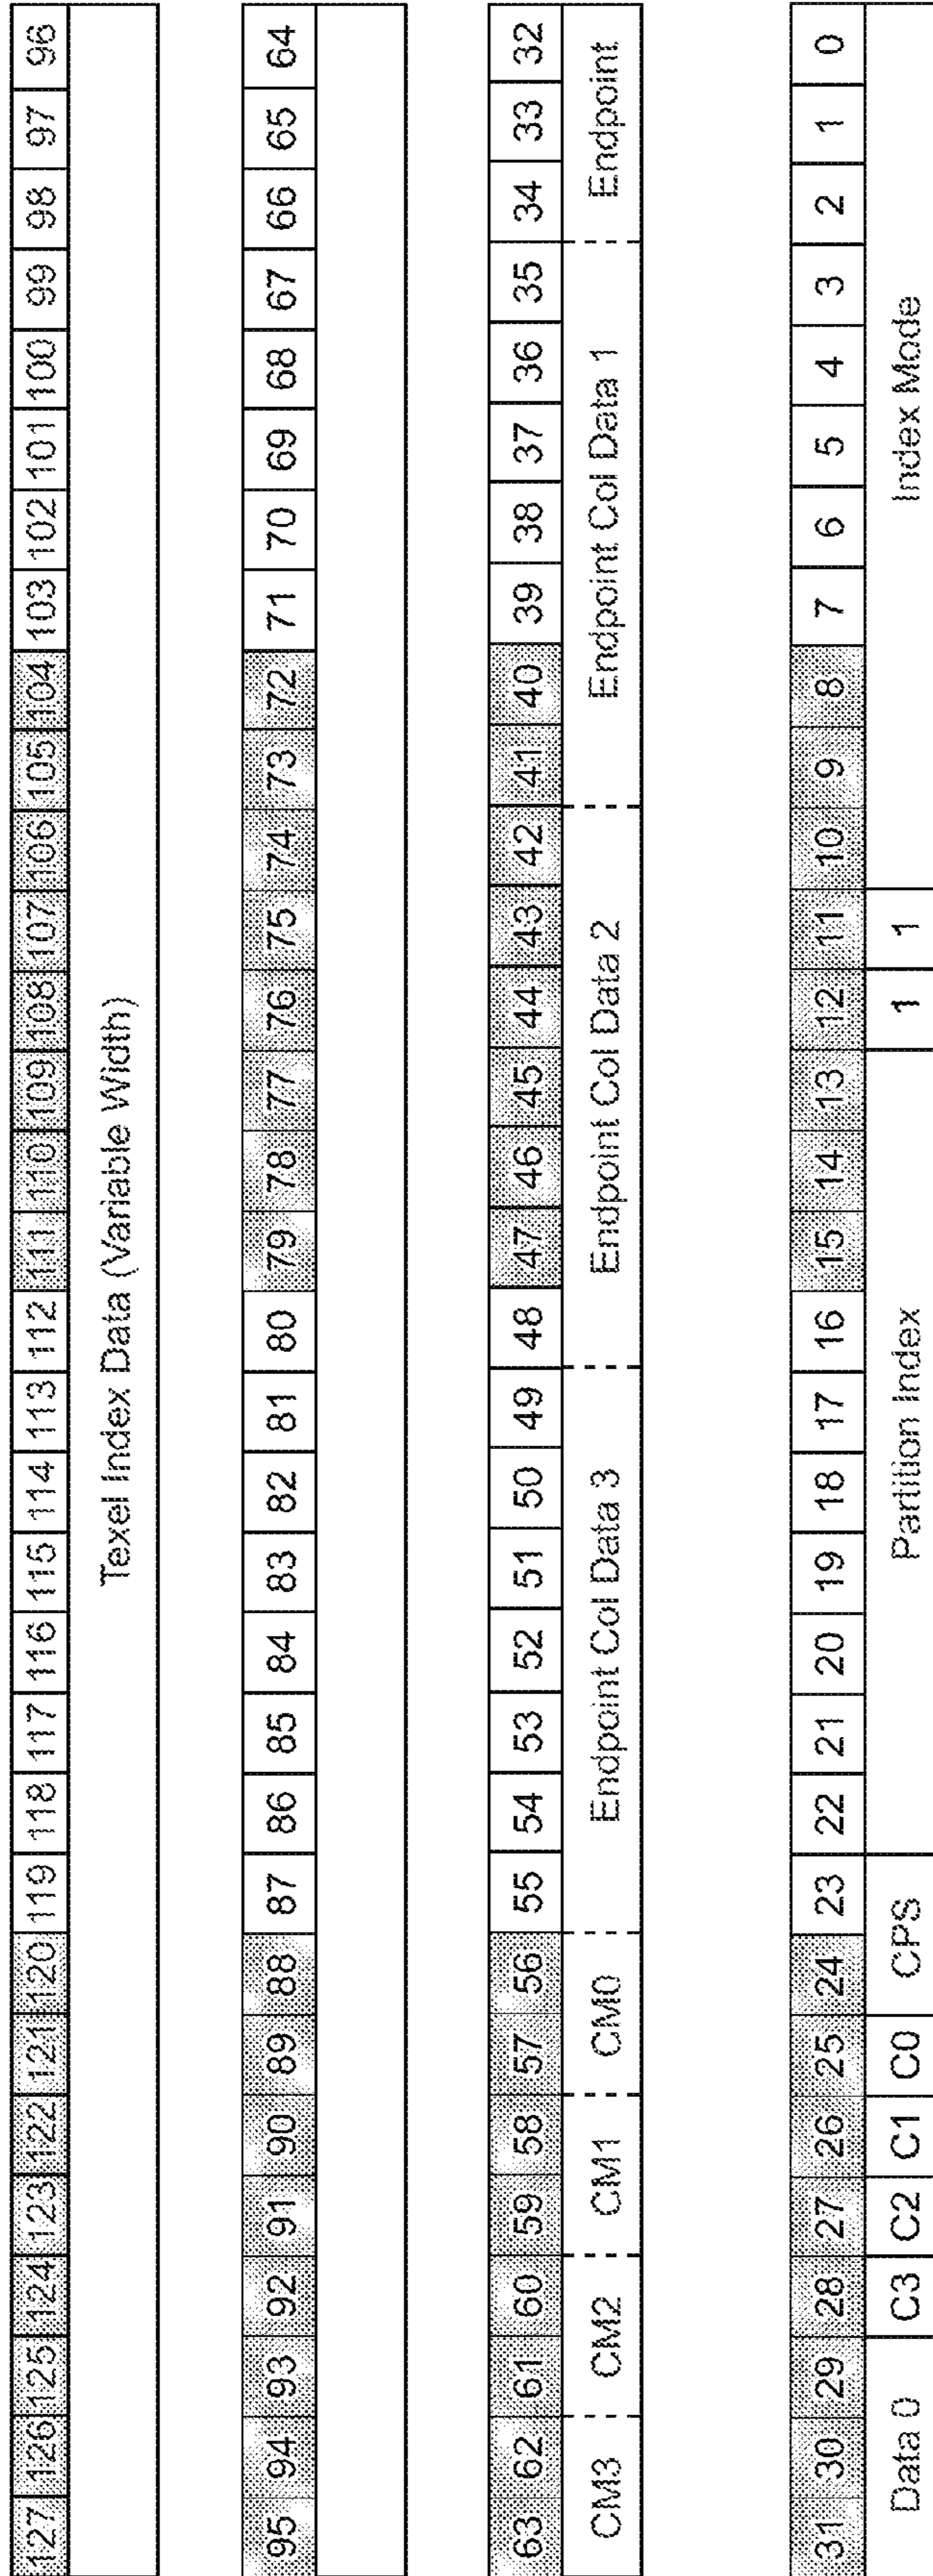 127 126 125 124 123 122 121 120 119 118 117 116 115 114 113 112 111 110 109 108 107 106 105 104 103 102 101 100 99 98 97 96
Texel Index Data (Variable Width)
95 94 93 92 91 90 89 88 87 86 85 84 83 82 81 80 79 78 77 76 75 74 73 72 71 70 69 68 67 66 65 64
63 62 61 60 59 58 57 56 55 54 53 52 51 50 49 48 47 46 45 44 43 42 41 40 39 38 37 36 35 34 33 32
CM3 CM2 CM1 CM0 Endpoint Col Data 3 Endpoint Col Data 2 Endpoint Col Data 1 Endpoint
31 30 29 28 27 26 25 24 23 22 21 20 19 18 17 16 15 14 13 12 11 10 9 8 7 6 5 4 3 2 1 0
Data 0 C3 C2 C1 C0 CPS Partition Index 1 1 Index Mode